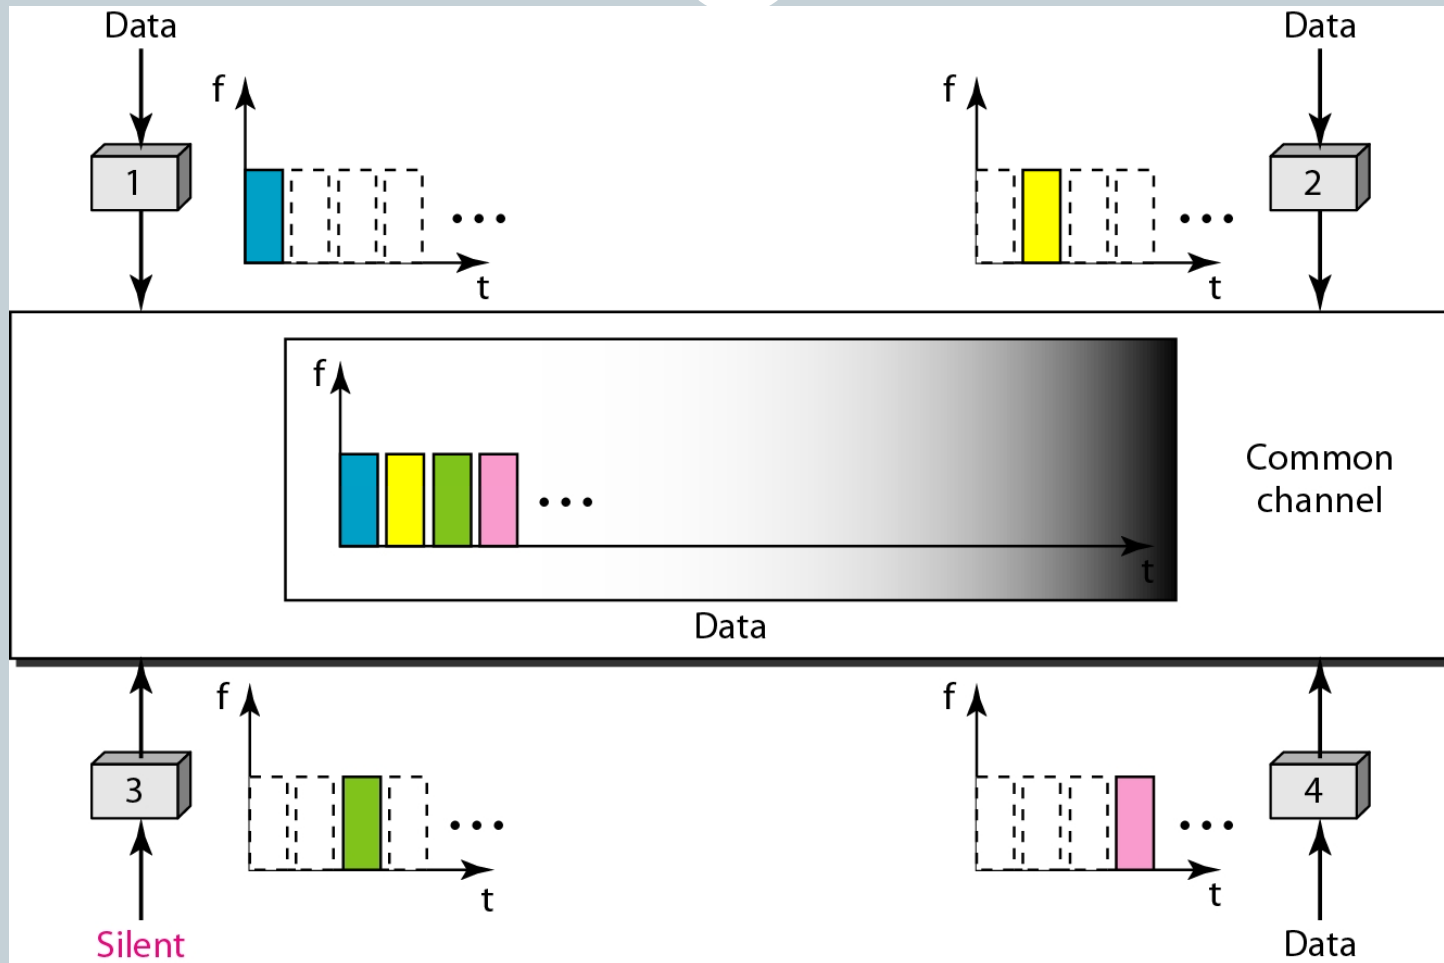 Data
Data
f
f
1
2
• • •
• • •
t
t
f
Common
channel
• • •
t
Data
f
f
3
4
• • •
• • •
t
t
Silent
Data